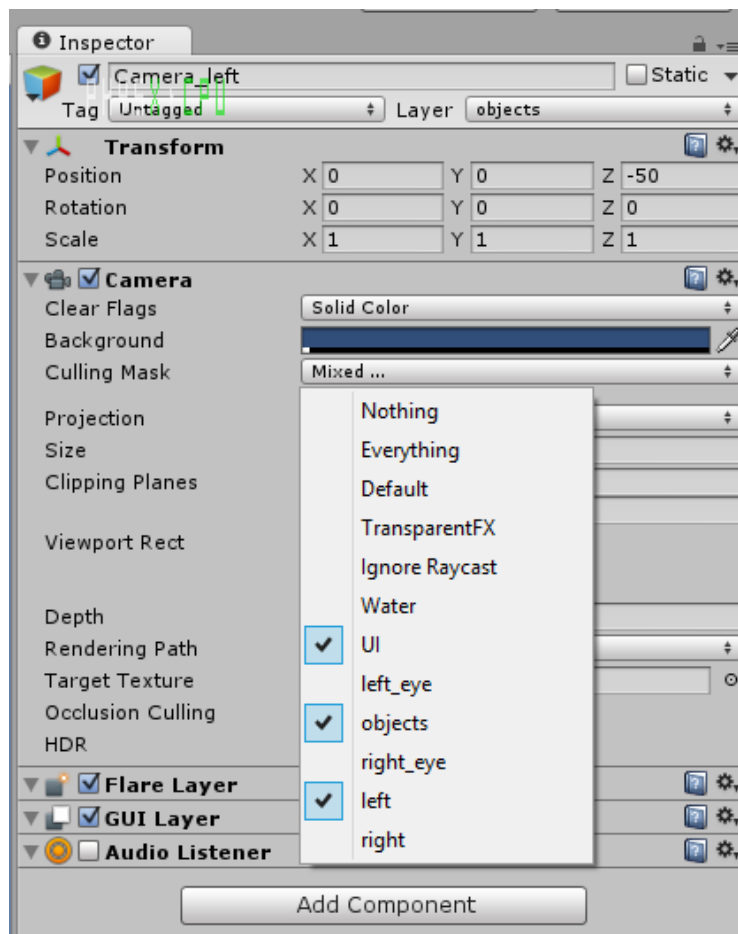 Inspector
Camera_left Static
Tag Untagged Layer objects
Transform
Position X 0 Y 0 Z -50
Rotation X 0 Y 0 Z 0
Scale X 1 Y 1 Z 1
Camera
Clear Flags Solid Color
Background
Culling Mask Mixed ...
Nothing
Projection
Everything
Size
Default
Clipping Planes
TransparentFX
Viewport Rect
Ignore Raycast
Water
Depth
UI
Rendering Path
left_eye
Target Texture
objects
Occlusion Culling
right_eye
HDR
Flare Layer
left
GUI Layer
right
Audio Listener
Add Component